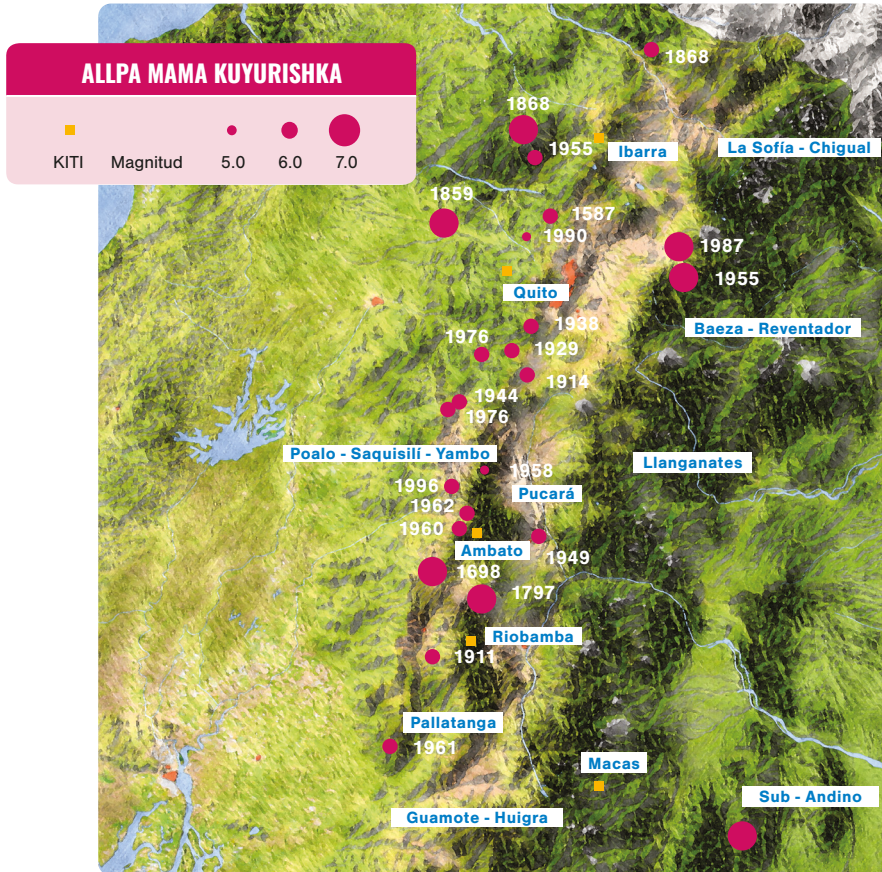 ALLPA MAMA KUYURISHKA
KITI Magnitud 5.0 6.0 7.0
1868
1868
1955
Ibarra
La Sofía - Chigual
1859
1587
1990
1987
1955
Quito
Baeza - Reventador
1938
1976
1929
1914
1944
1976
Poalo - Saquisilí - Yambo
Llanganates
1958
1996
Pucará
1962
1960
Ambato
1949
1698
1797
Riobamba
1911
Pallatanga
1961
Macas
Sub - Andino
Guamote - Huigra